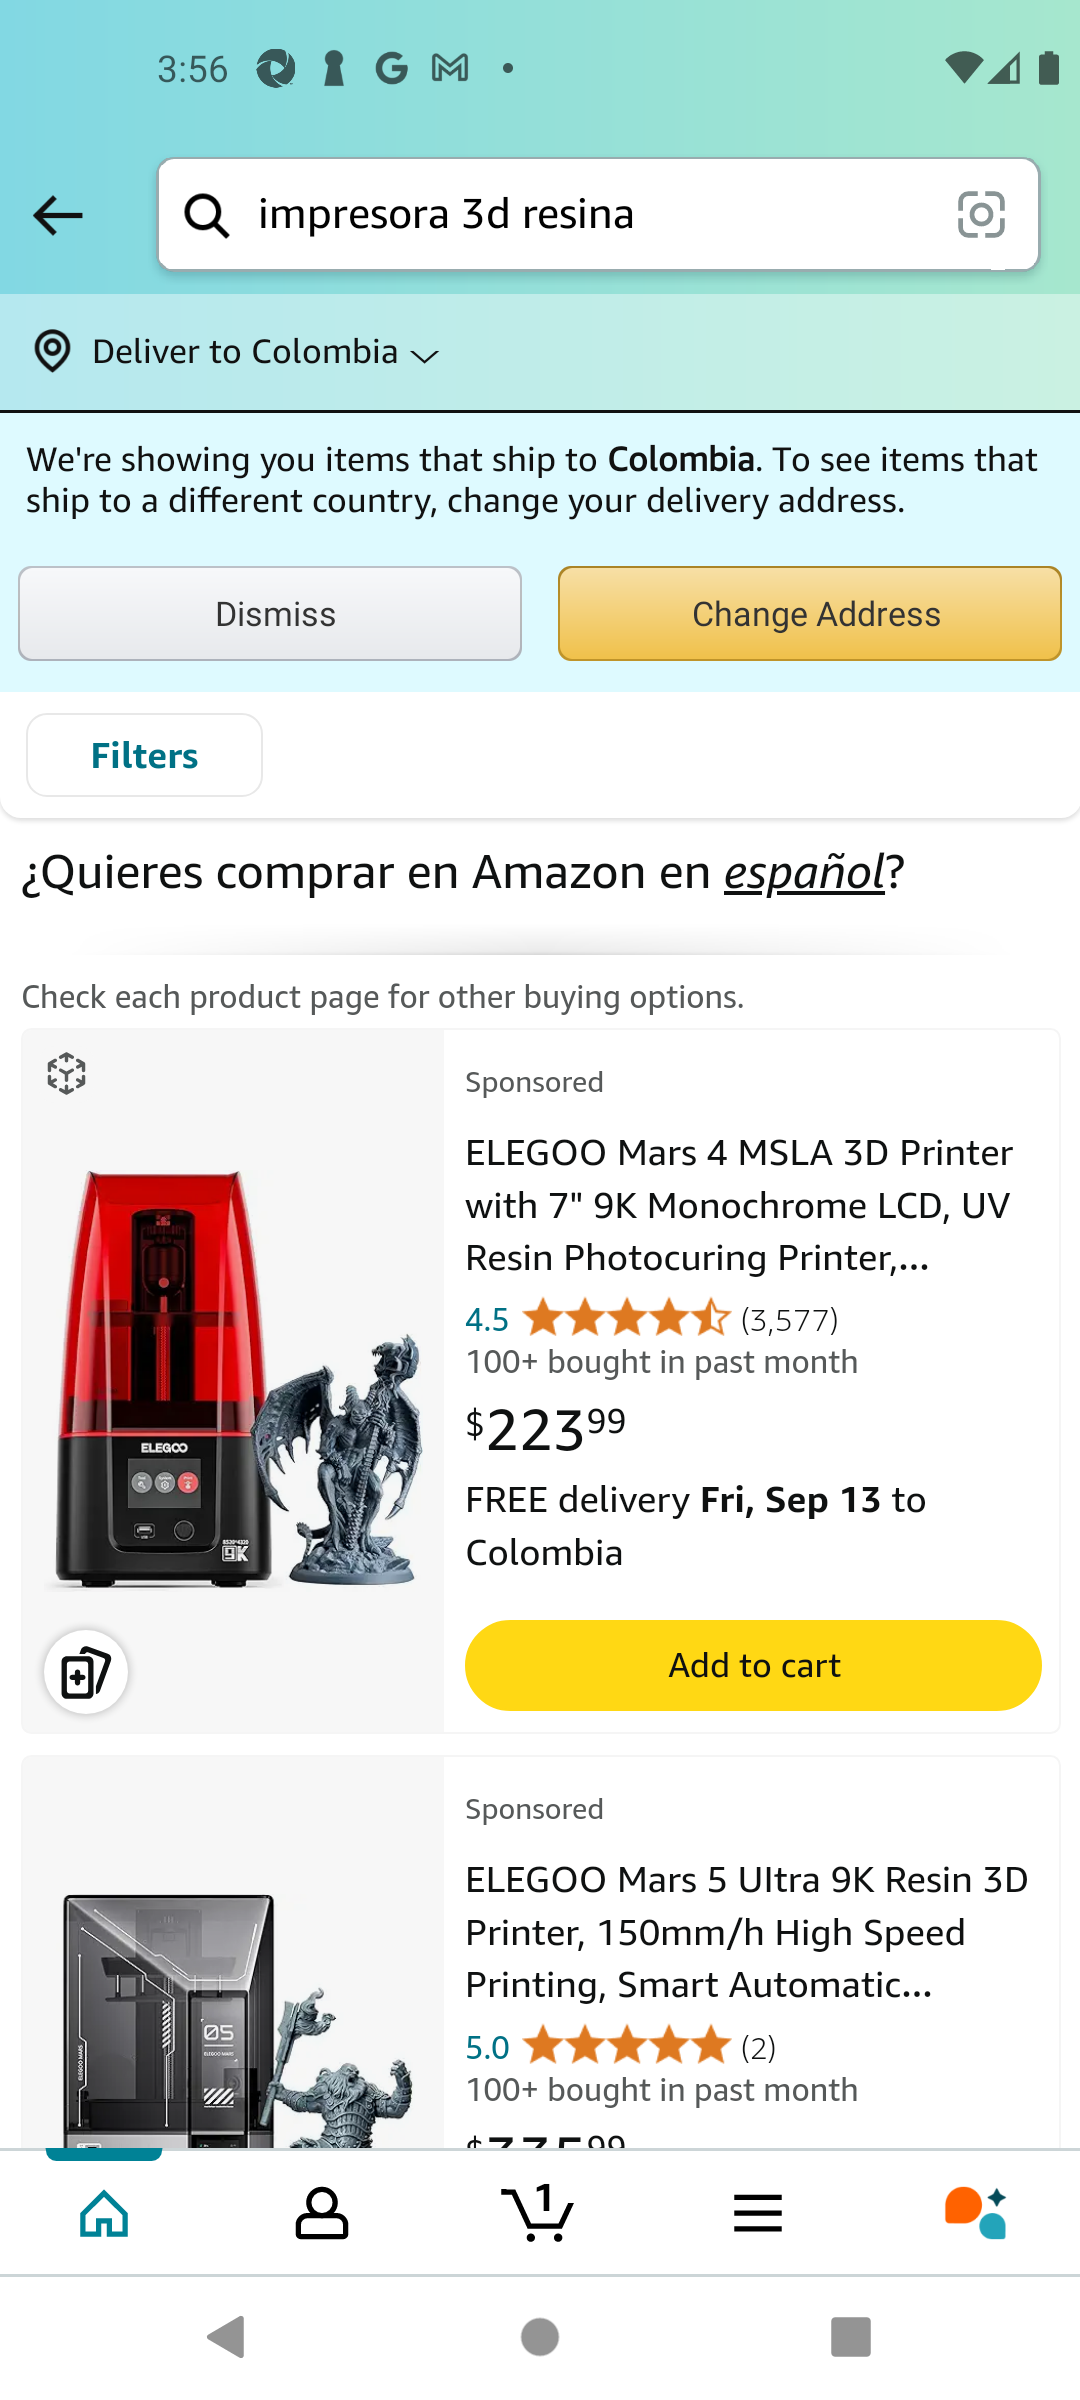 3:56
impresora 3d resina
Deliver to Colombia
We're showing you items that ship to Colombia. To see items that
ship to a different country, change your delivery address.
Dismiss
Change Address
Filters
¿Quieres comprar en Amazon en español?
Check each product page for other buying options.
Sponsored
ELEGOO Mars 4 MSLA 3D Printer
with 7" 9K Monochrome LCD, UV
Resin Photocuring Printer,...
4.5 (3,577)
100+ bought in past month
$223 99
FREE delivery Fri, Sep 13 to
Colombia
Add to cart
ELEGOO
9K
Sponsored
ELEGOO Mars 5 Ultra 9K Resin 3D
Printer, 150mm/h High Speed
Printing, Smart Automatic...
5.0 (2)
100+ bought in past month
05
1